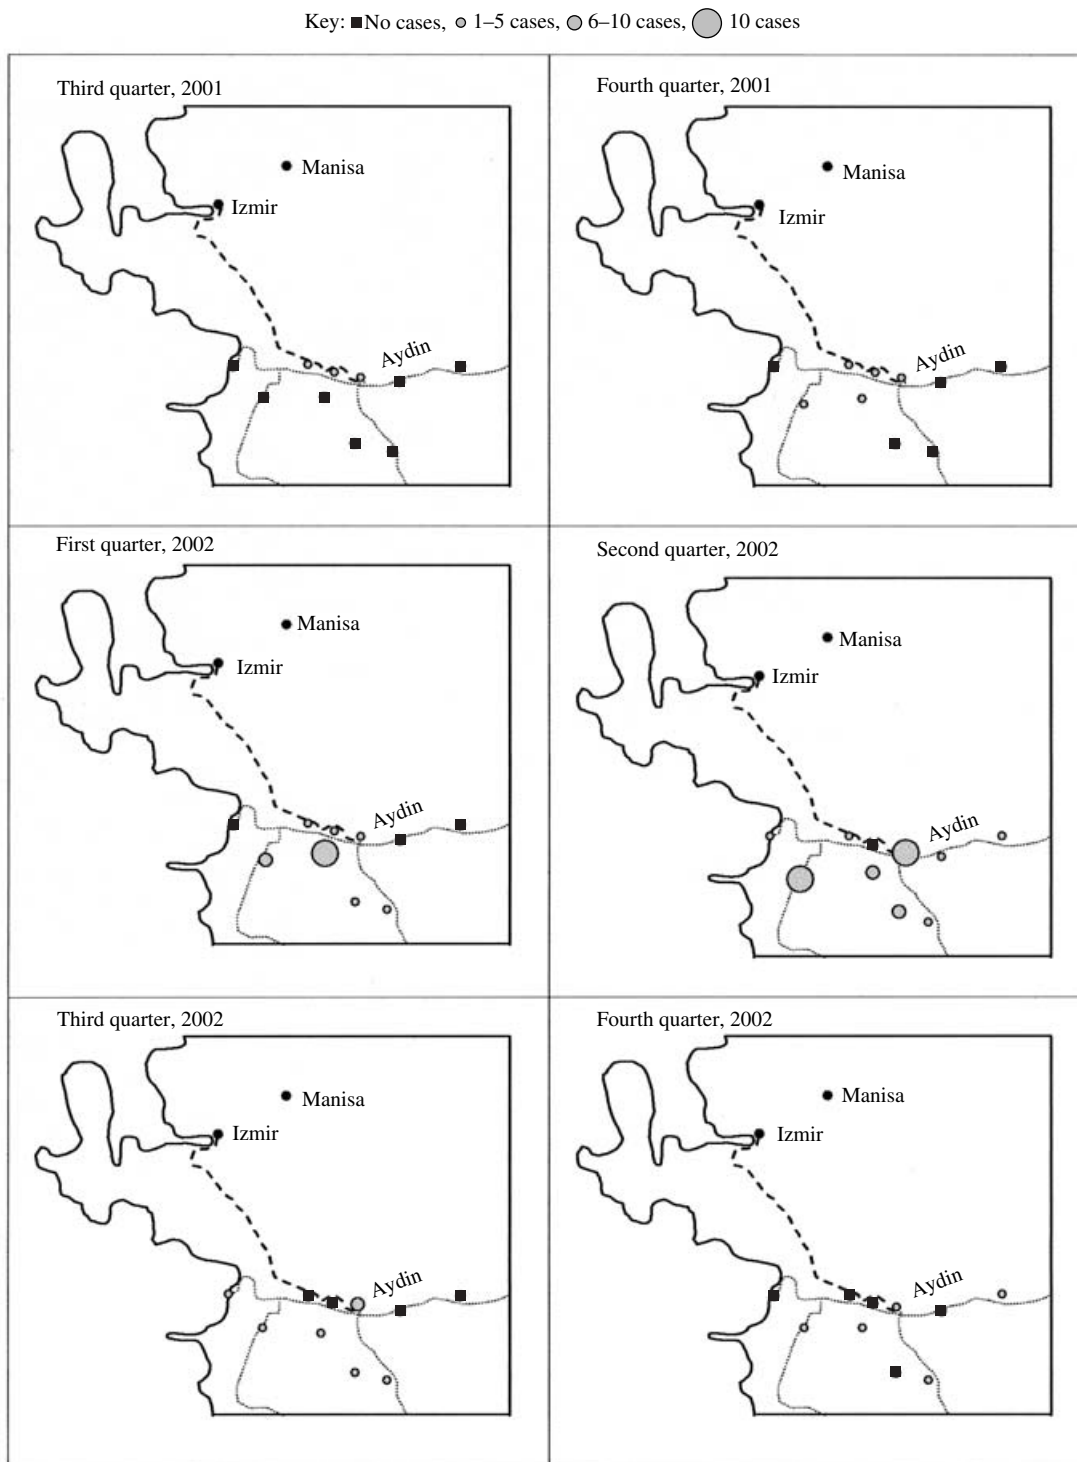 Key: No cases, 1–5 cases, 6–10 cases, 10 cases
Third quarter, 2001
Manisa
Izmir
Aydin
Fourth quarter, 2001
Manisa
Izmir
Aydin
First quarter, 2002
Manisa
Izmir
Aydin
Second quarter, 2002
Manisa
Izmir
Aydin
Third quarter, 2002
Manisa
Izmir
Aydin
Fourth quarter, 2002
Manisa
Izmir
Aydin